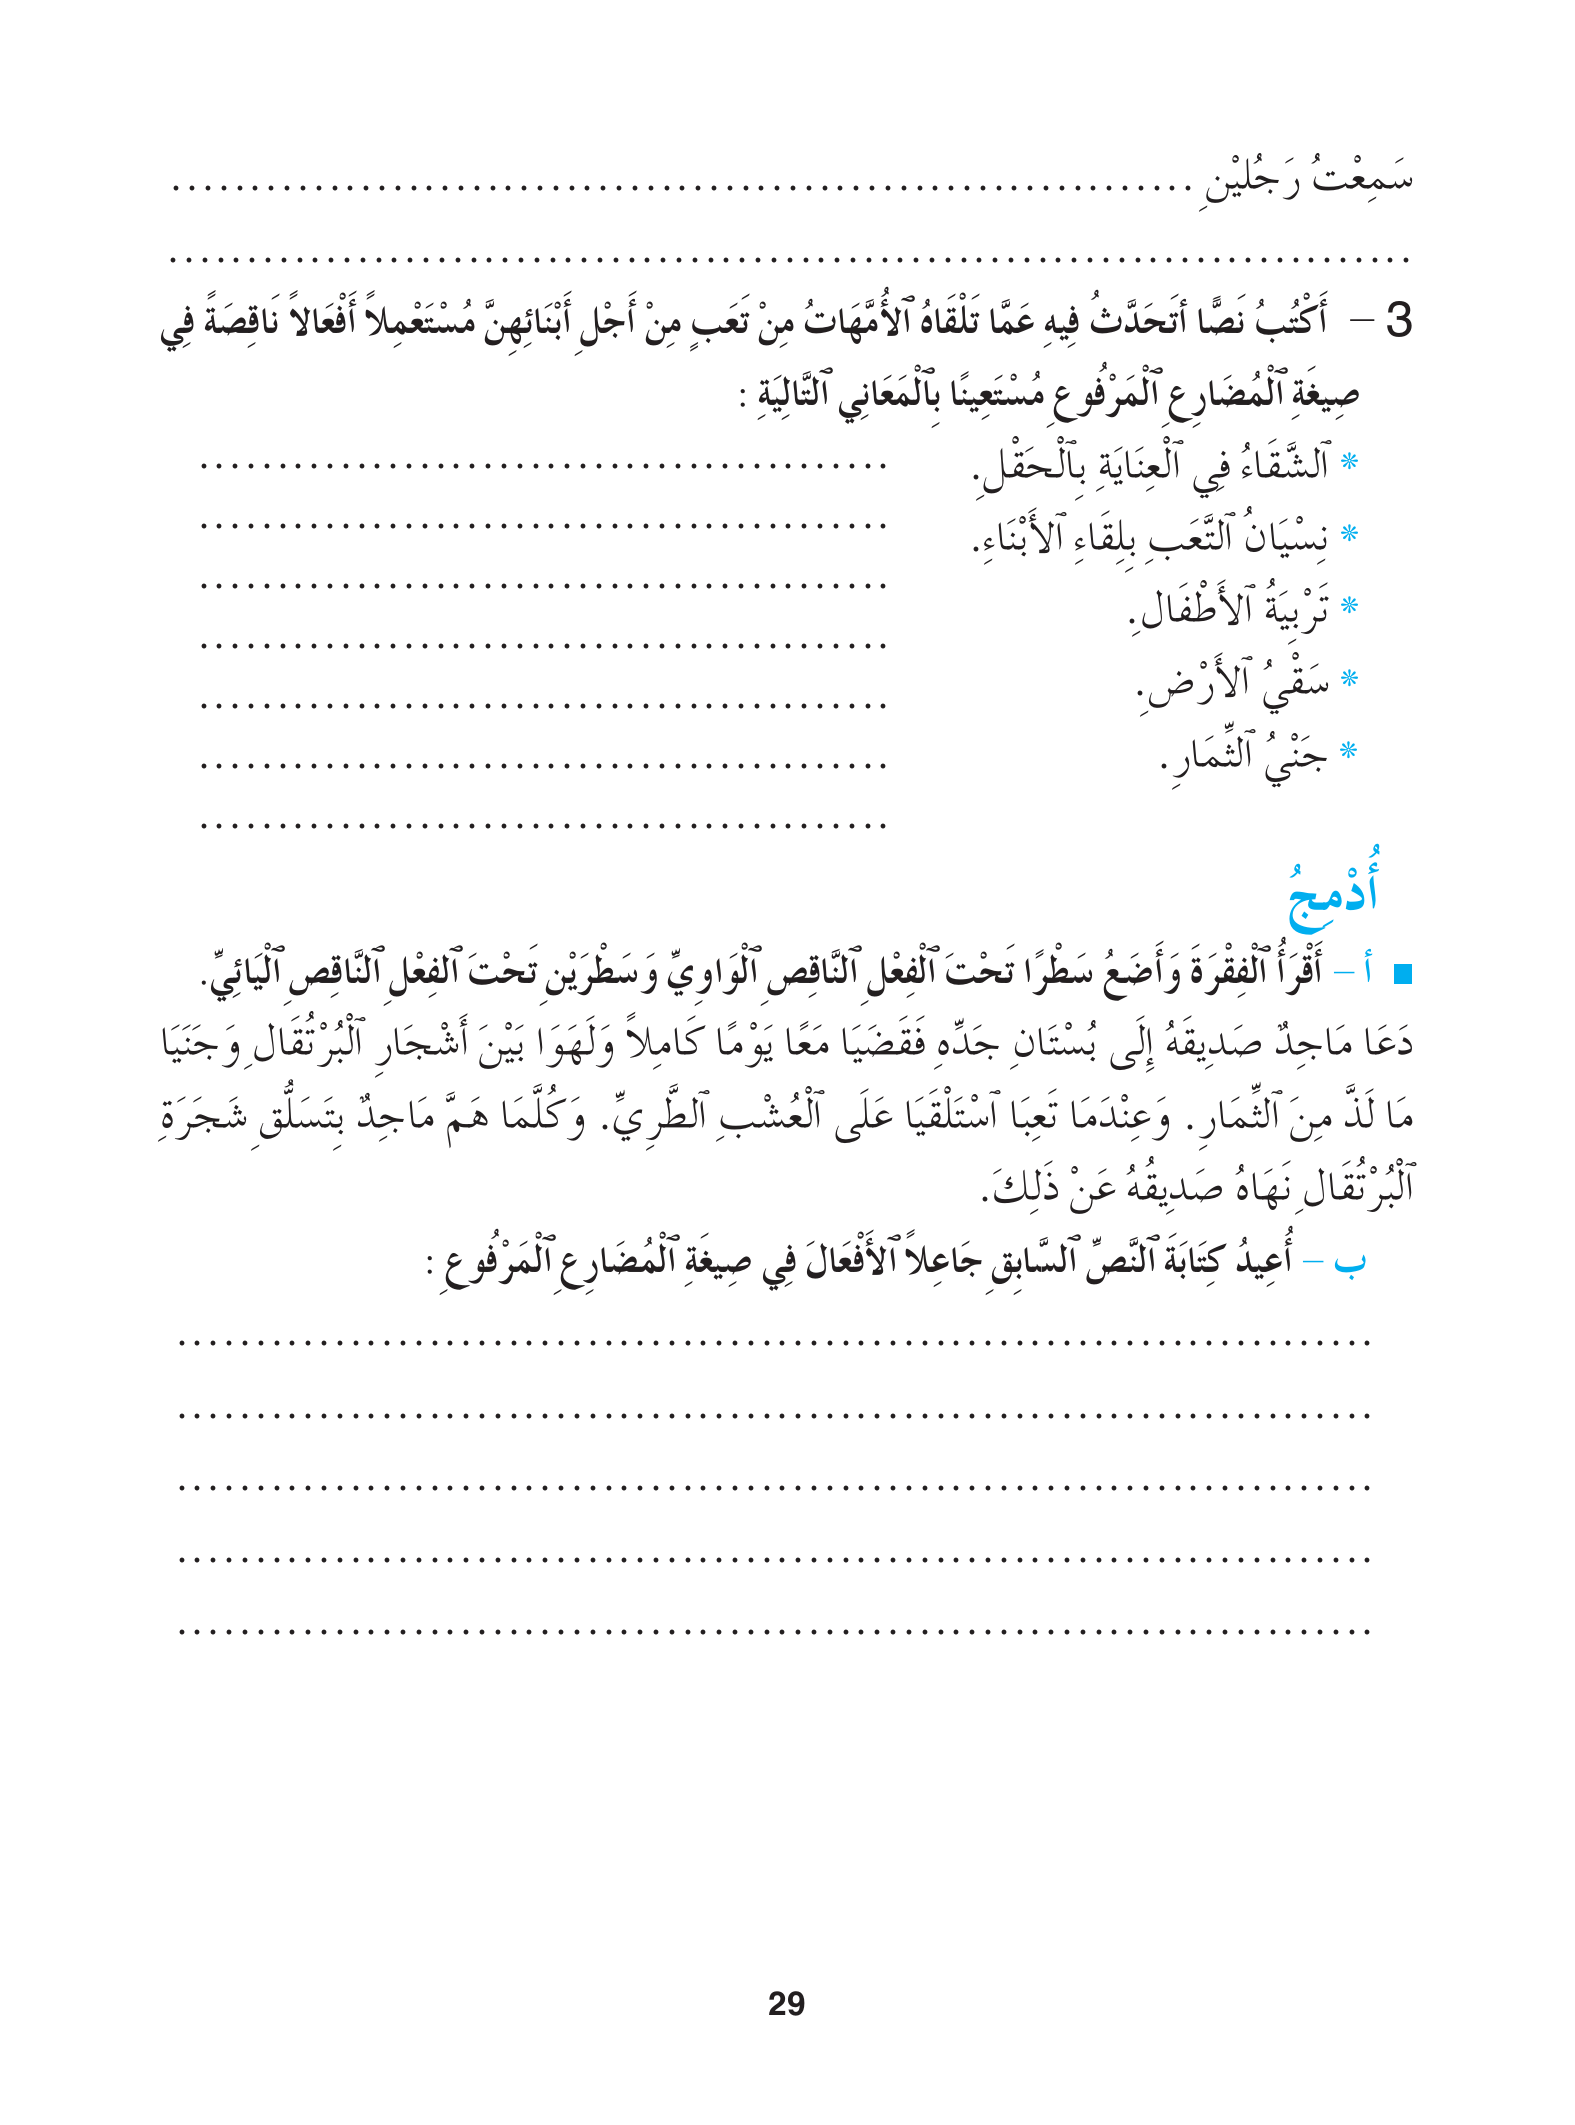 سَمِعْتُ رَجُلَيْنِ ................................................................
................................................................................
3 – أَكْتُبُ نَصًّا أتَحَدَّثُ فِيهِ عَمَّا تَلْقَاهُ ٱلأُمَّهَاتُ مِنْ تَعَبٍ مِنْ أَجْلِ أَبْنَائِهِنَّ مُسْتَعْمِلاً أَفْعَالاً نَاقِصَةً فِي
صِيغَةِ ٱلْمُضَارِعِ ٱلْمَرْفُوعِ مُسْتَعِينًا بِٱلْمَعَانِي ٱلتَّالِيَةِ :
* ٱلشَّقَاءُ فِي ٱلْعِنَايَةِ بِٱلْحَقْلِ. ............................................
............................................
* نِسْيَانُ ٱلتَّعَبِ بِلِقَاءِ ٱلأَبْنَاءِ.
............................................
* تَرْبِيَةُ ٱلأَطْفَالِ.
............................................
* سَقْيُ ٱلأَرْضِ.
............................................
* جَنْيُ ٱلثِّمَارِ.
............................................
............................................
أُدْمِجُ
أ – أَقْرَأُ ٱلْفِقْرَةَ وَأَضَعُ سَطْرًا تَحْتَ ٱلْفِعْلِ ٱلنَّاقِصِ ٱلْوَاوِيِّ وَسَطْرَيْنِ تَحْتَ ٱلفِعْلِ ٱلنَّاقِصِ ٱلْيَائِيِّ.
دَعَا مَاجِدٌ صَدِيقَهُ إِلَى بُسْتَانِ جَدِّهِ فَقَضَيَا مَعًا يَوْمًا كَامِلاً وَلَهَوَا بَيْنَ أَشْجَارِ ٱلْبُرْتُقَالِ وَجَنَيَا
مَا لَذَّ مِنَ ٱلثِّمَارِ. وَعِنْدَمَا تَعِبَا ٱسْتَلْقَيَا عَلَى ٱلْعُشْبِ ٱلطَّرِيِّ. وَكُلَّمَا هَمَّ مَاجِدٌ بِتَسَلُّقِ شَجَرَةِ
ٱلْبُرْتُقَالِ نَهَاهُ صَدِيقُهُ عَنْ ذَلِكَ.
ب – أُعِيدُ كِتَابَةَ ٱلنَّصِّ ٱلسَّابِقِ جَاعِلاً ٱلأَفْعَالَ فِي صِيغَةِ ٱلْمُضَارِعِ ٱلْمَرْفُوعِ :
............................................................................
............................................................................
............................................................................
............................................................................
............................................................................
29